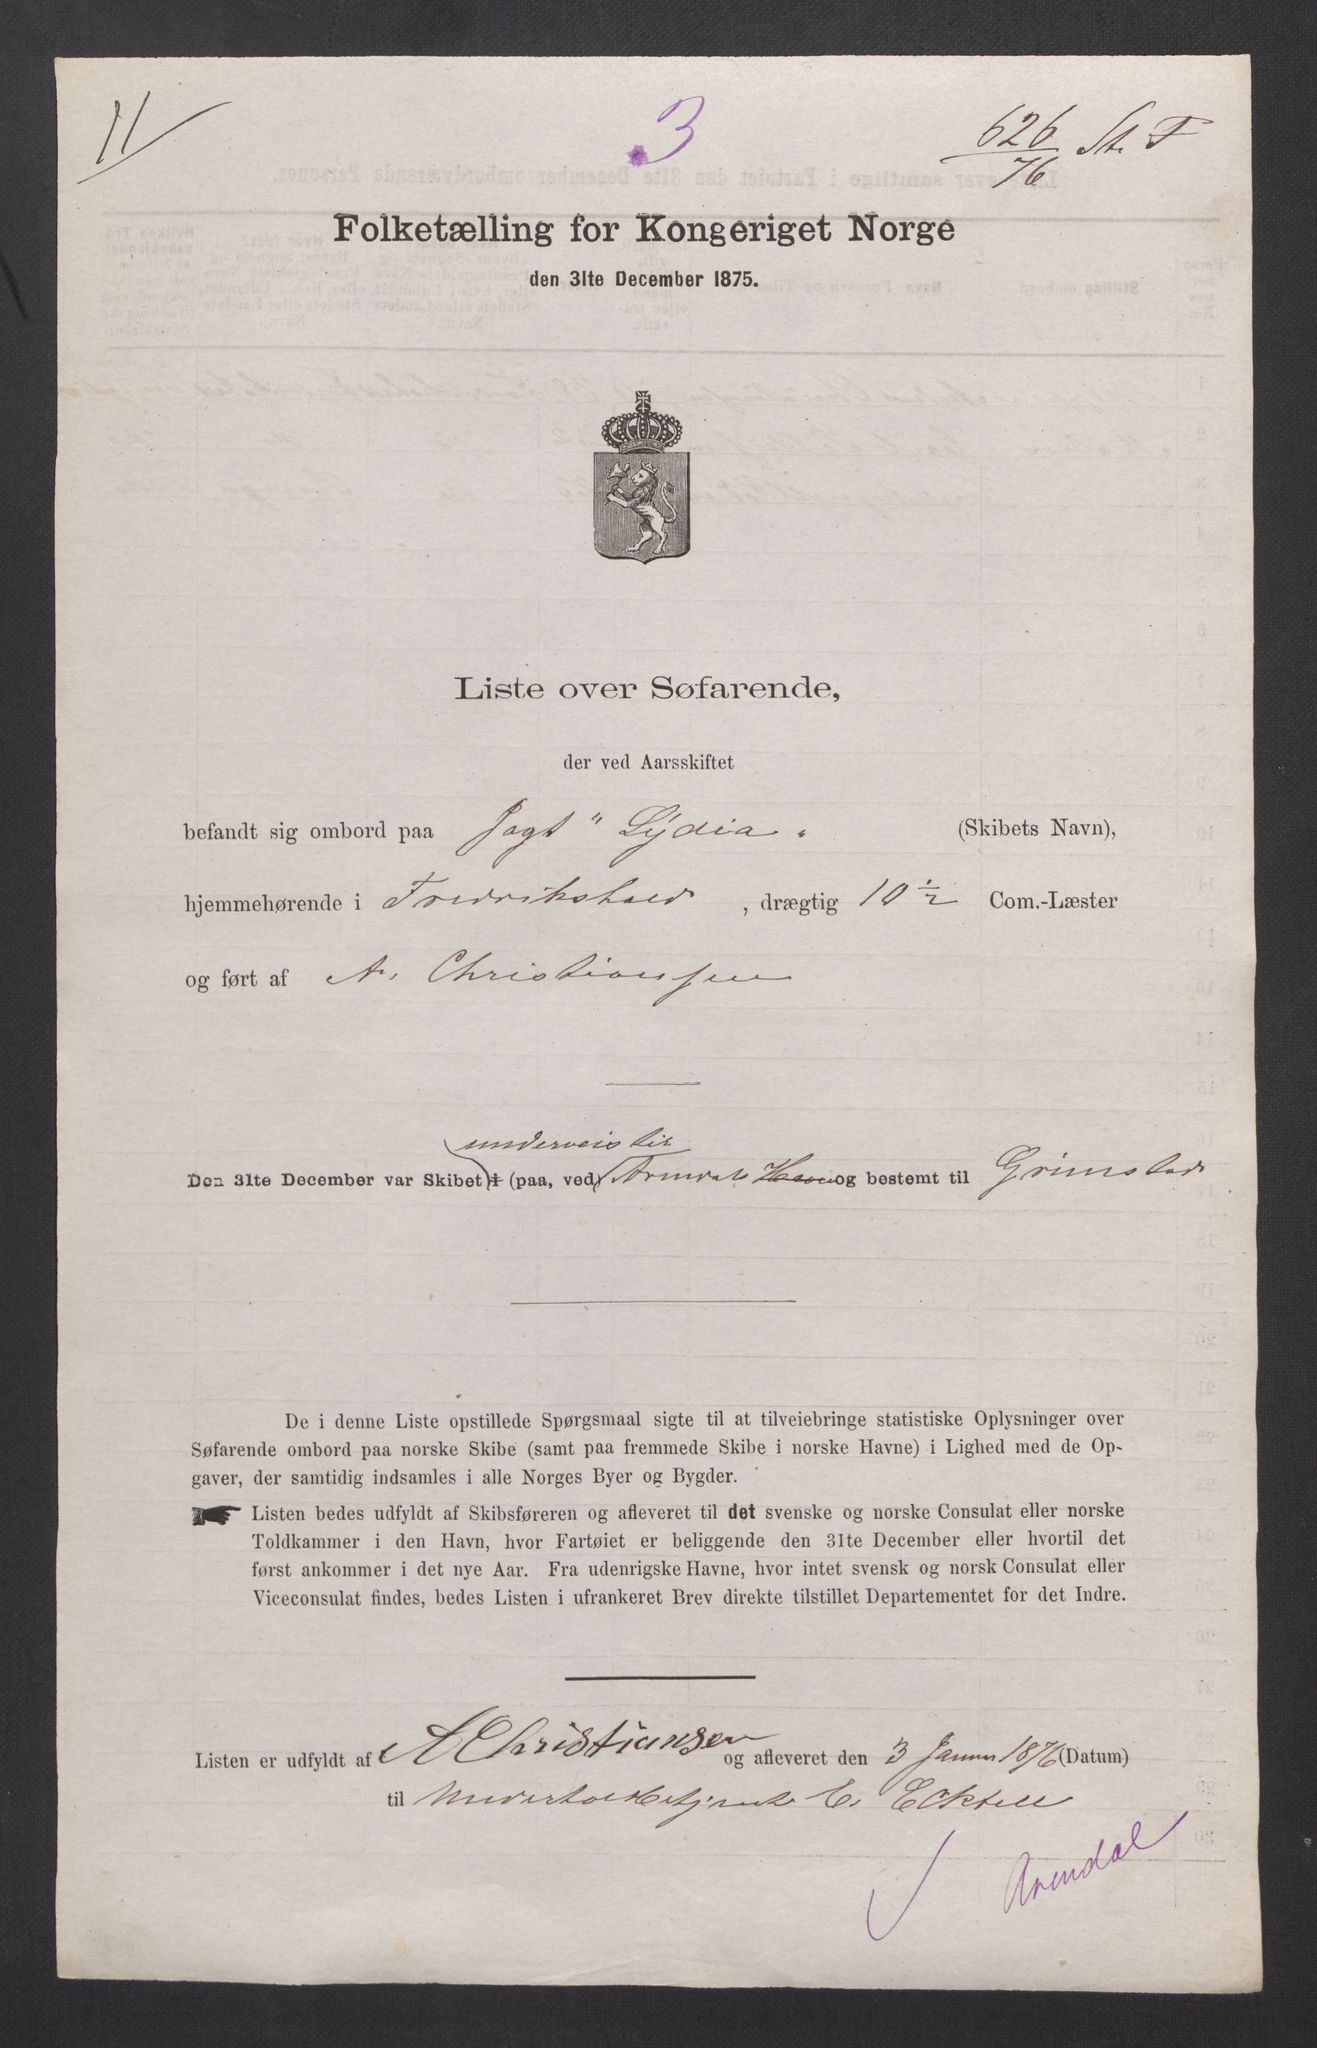 11
3
626/76 St. F
Folketælling for Kongeriget Norge
den 31te December 1875.
Liste over Søfarende,
der ved Aarsskiftet
befandt sig ombord paa Jagt "Lydia" (Skibets Navn),
hjemmehørende i Fredrikshald, drægtig 10 1/2 Com.-Læster
og ført af A. Christiansen
underveis til
Den 31te December var Skibet i (paa, ved) Arendals Havn og bestemt til Grimstad
De i denne Liste opstillede Spørgsmaal sigte til at tilveiebringe statistiske Oplysninger over
Søfarende ombord paa norske Skibe (samt paa fremmede Skibe i norske Havne) i Lighed med de Op-
gaver, der samtidig indsamles i alle Norges Byer og Bygder.
Listen bedes udfyldt af Skibsføreren og afleveret til det svenske og norske Consulat eller norske
Toldkammer i den Havn, hvor Fartøiet er beliggende den 31te December eller hvortil det
først ankommer i det nye Aar. Fra udenrigske Havne, hvor intet svensk og norsk Consulat eller
Viceconsulat findes, bedes Listen i ufrankeret Brev direkte tilstillet Departementet for det Indre.
Listen er udfyldt af A Christiansen og afleveret den 3 Januar 1876 (Datum)
til C. Eckell
Arendal